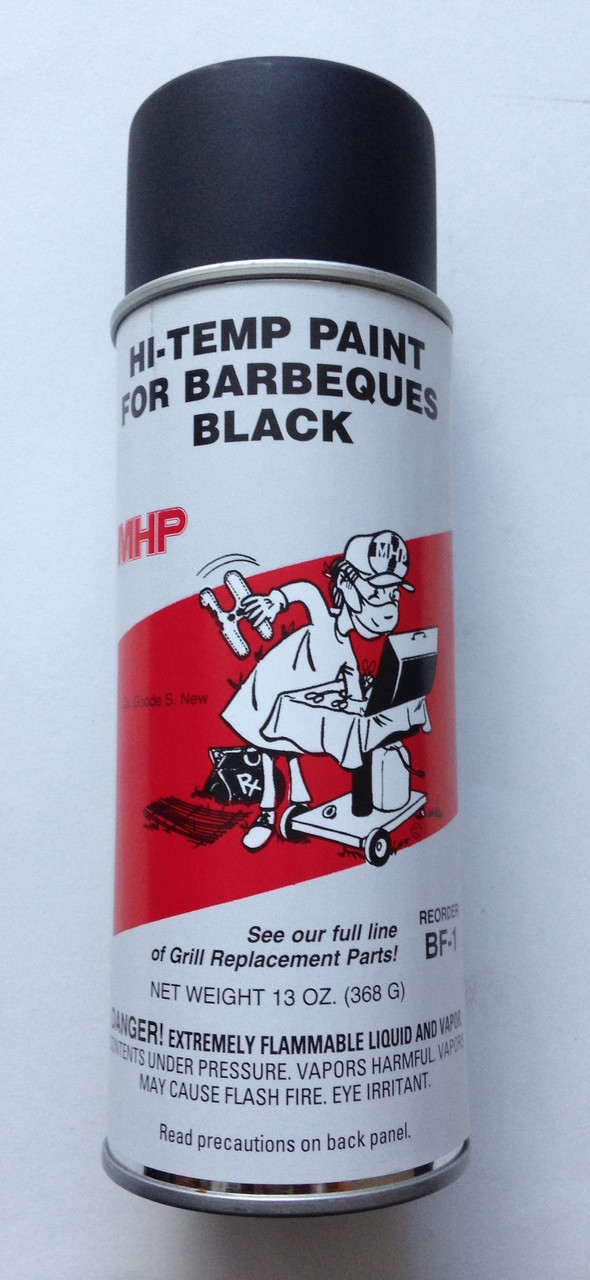 HI-TEMP PAINT
FOR BARBEQUES
BLACK
MHP
MHP
Goode S. New
Rx
©
See our full line
of Grill Replacement Parts!
REORDER
BF-1
NET WEIGHT 13 OZ. (368 G)
DANGER! EXTREMELY FLAMMABLE LIQUID AND VAPOR.
CONTENTS UNDER PRESSURE. VAPORS HARMFUL. VAPORS
MAY CAUSE FLASH FIRE. EYE IRRITANT.
Read precautions on back panel.